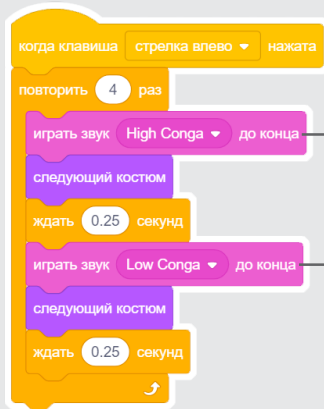 когда клавиша стрелка влево нажата
повторить 4 раз
играть звук High Conga до конца
следующий костюм
ждать 0.25 секунд
играть звук Low Conga до конца
следующий костюм
ждать 0.25 секунд